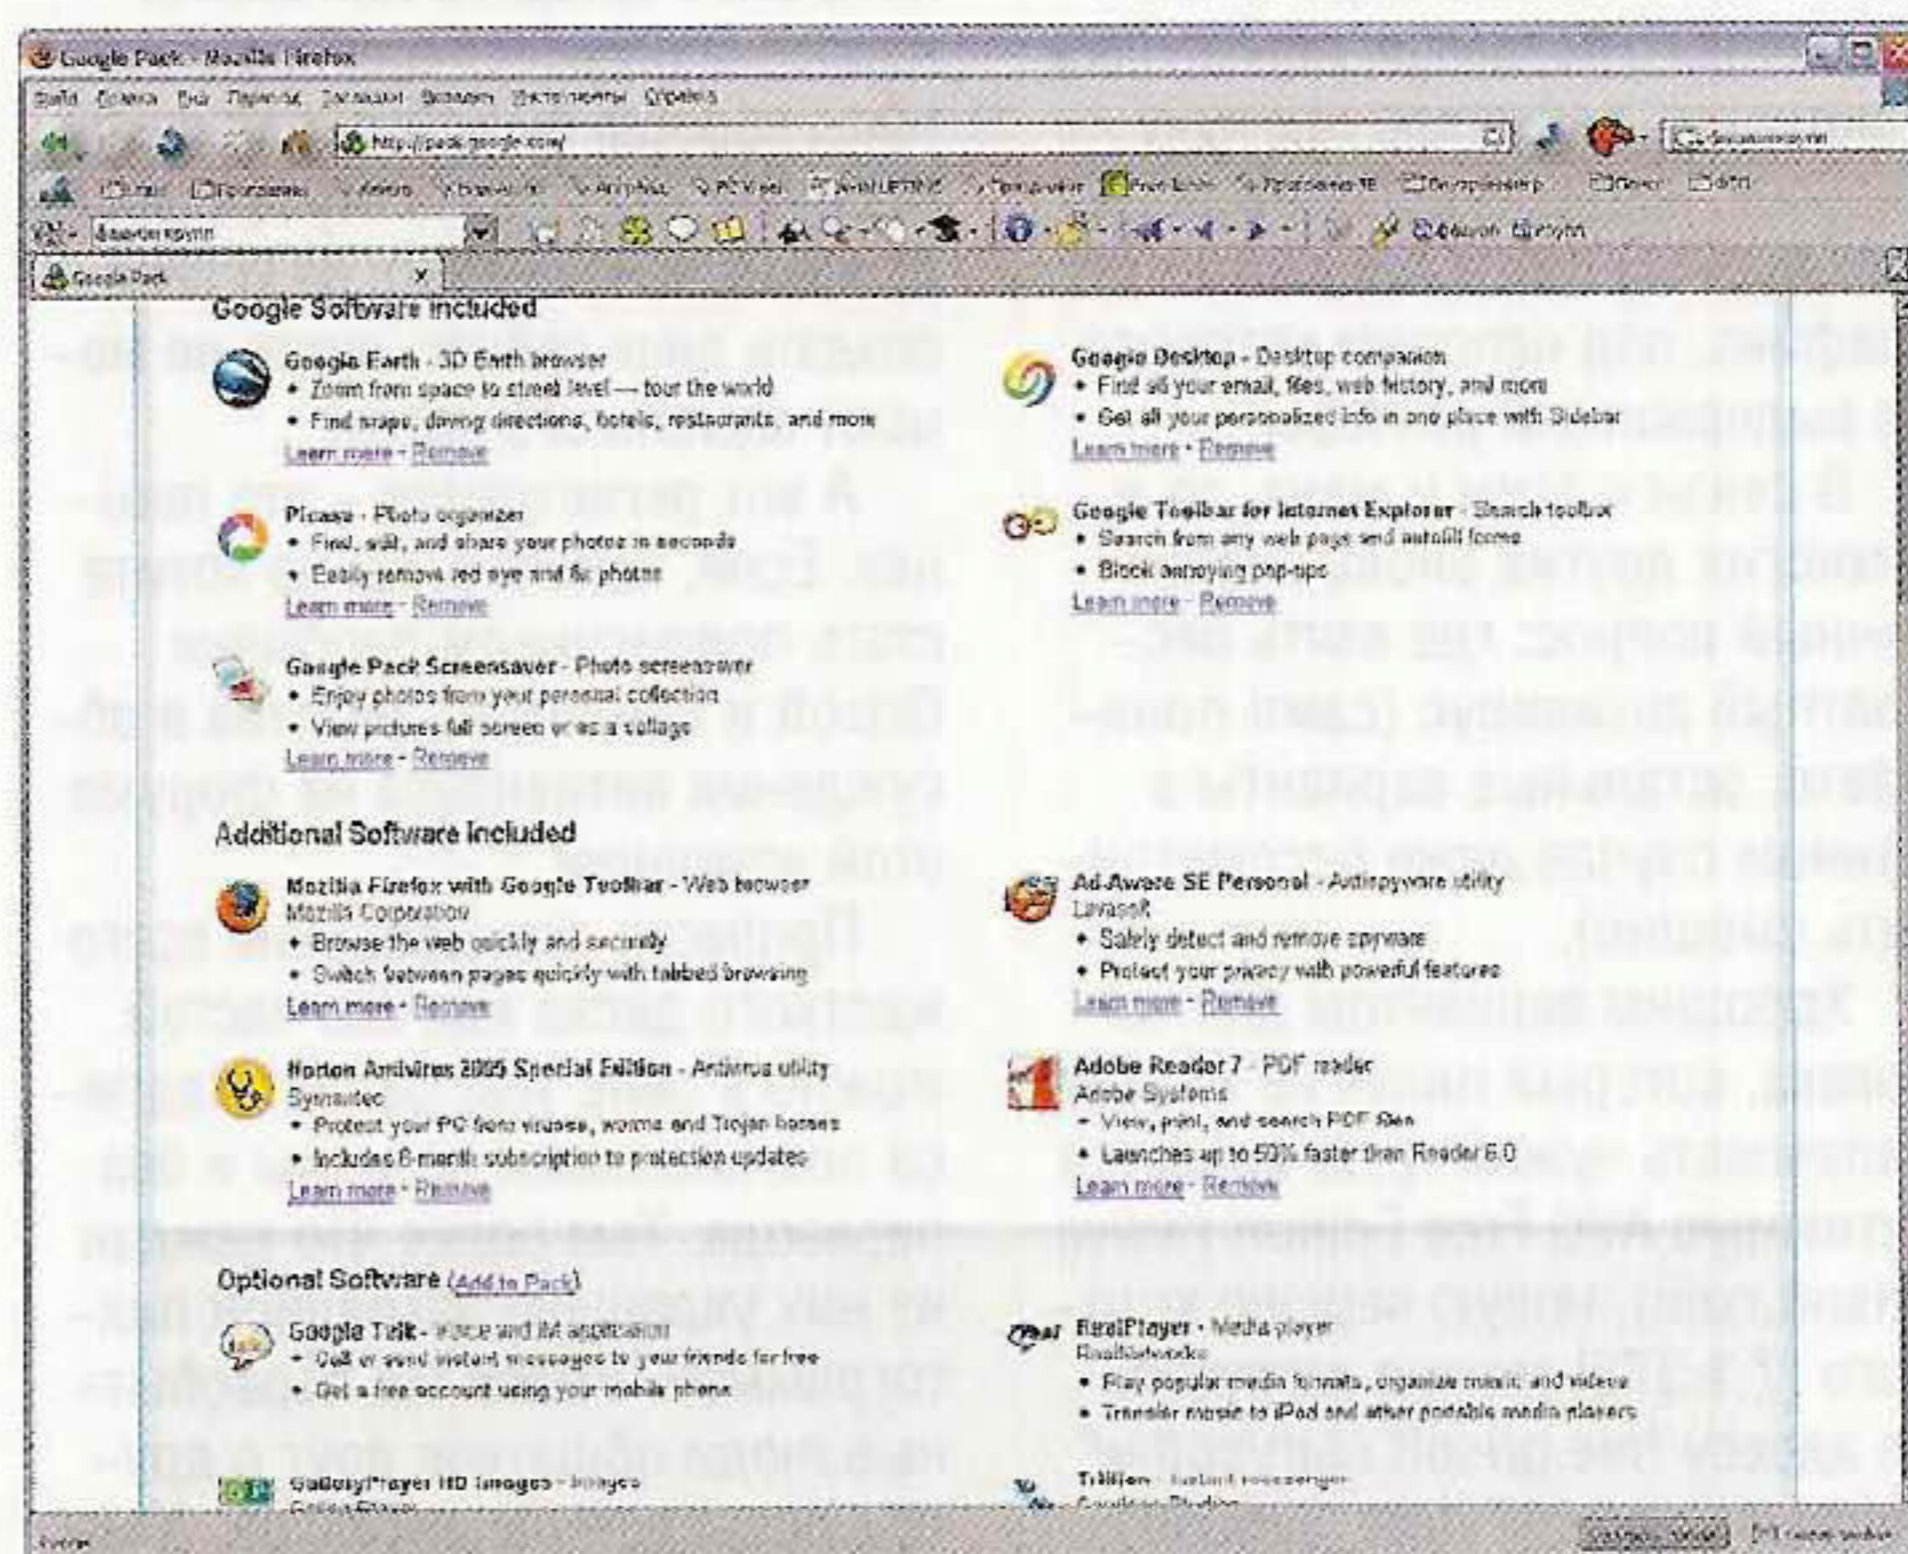 Google Pack - Mozilla Firefox
Файл Правка Вид Переход Закладки Вкладки Инструменты Справка
http://pack.google.com/
Google Pack
Google Software Included
Google Earth - 3D Earth browser
• Zoom from space to street level — tour the world
• Find maps, driving directions, hotels, restaurants, and more
Learn more - Remove
Google Desktop - Desktop companion
• Find all your email, files, web history, and more
• Get all your personalized info in one place with Sidebar
Learn more - Remove
Picasa - Photo organizer
• Find, edit, and share your photos in seconds
• Easily remove red eye and fix photos
Learn more - Remove
Google Toolbar for Internet Explorer - Search toolbar
• Search from any web page and autofill forms
• Block annoying pop-ups
Learn more - Remove
Google Pack Screensaver - Photo screensaver
• Enjoy photos from your personal collection
• View pictures full screen or as a collage
Learn more - Remove
Additional Software Included
Mozilla Firefox with Google Toolbar - Web browser
Mozilla Corporation
• Browse the web quickly and securely
• Switch between pages quickly with tabbed browsing
Learn more - Remove
Ad-Aware SE Personal - Antispyware utility
Lavasoft
• Safely detect and remove spyware
• Protect your privacy with powerful features
Learn more - Remove
Norton Antivirus 2005 Special Edition - Antivirus utility
Symantec
• Protect your PC from viruses, worms and Trojan horses
• Includes 6-month subscription to protection updates
Learn more - Remove
Adobe Reader 7 - PDF reader
Adobe Systems
• View, print, and search PDF files
• Launches up to 50% faster than Reader 6.0
Learn more - Remove
Optional Software (Add to Pack)
Google Talk - Voice and IM application
• Call or send instant messages to your friends for free
• Get a free account using your mobile phone
RealPlayer - Media player
RealNetworks
• Play popular media formats, organize music and videos
• Transfer music to iPod and other portable media players
GalleryPlayer HD Images - Images
Trillian - Instant messenger